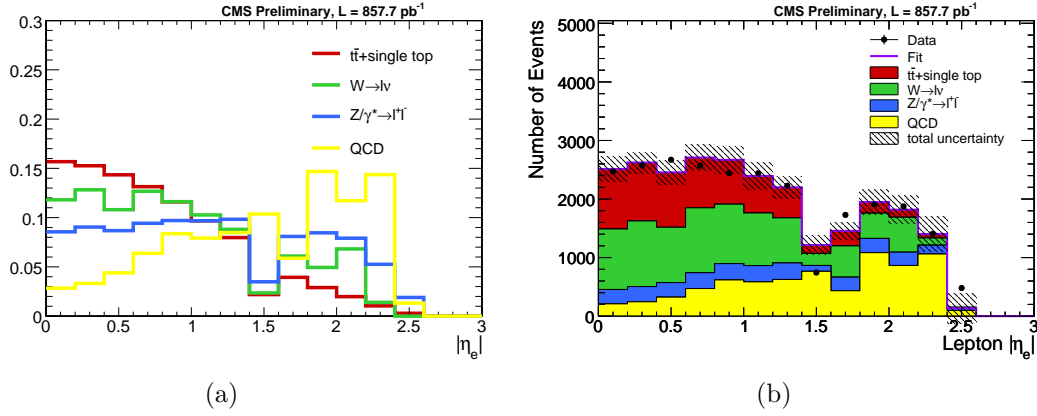 CMS Preliminary, L = 857.7 pb⁻¹
0.3
0.25
0.2
0.15
0.1
0.05
0
tt̄+single top
W→lν
Z/γ*→l⁺l⁻
QCD
0 0.5 1 1.5 2 2.5 3
|ηₑ|
(a)
CMS Preliminary, L = 857.7 pb⁻¹
Number of Events
5000
4000
3000
2000
1000
0
Data
Fit
tt̄+single top
W→lν
Z/γ*→l⁺l⁻
QCD
total uncertainty
0 0.5 1 1.5 2 2.5 3
Lepton |ηₑ|
(b)